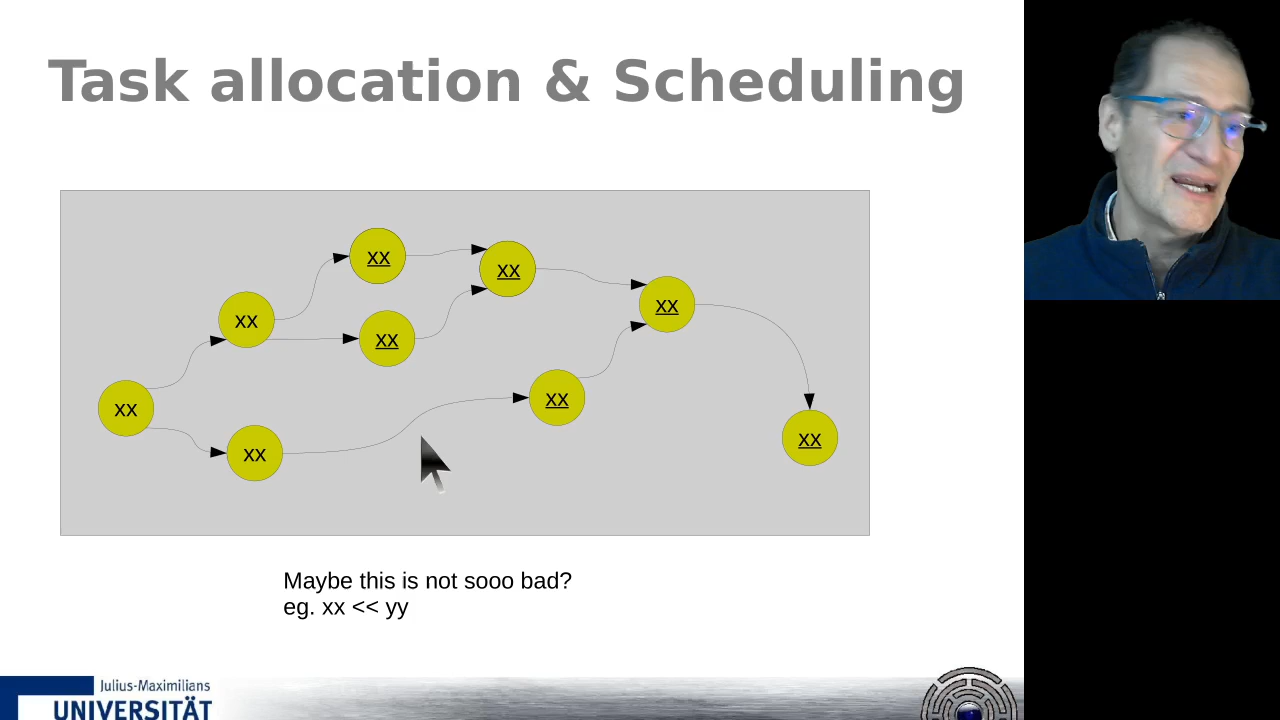 Task allocation & Scheduling
xx
xx
xx
xx
xx
xx
xx
xx
xx
Maybe this is not sooo bad?
eg. xx << yy
Julius-Maximilians
UNIVERSITÄT